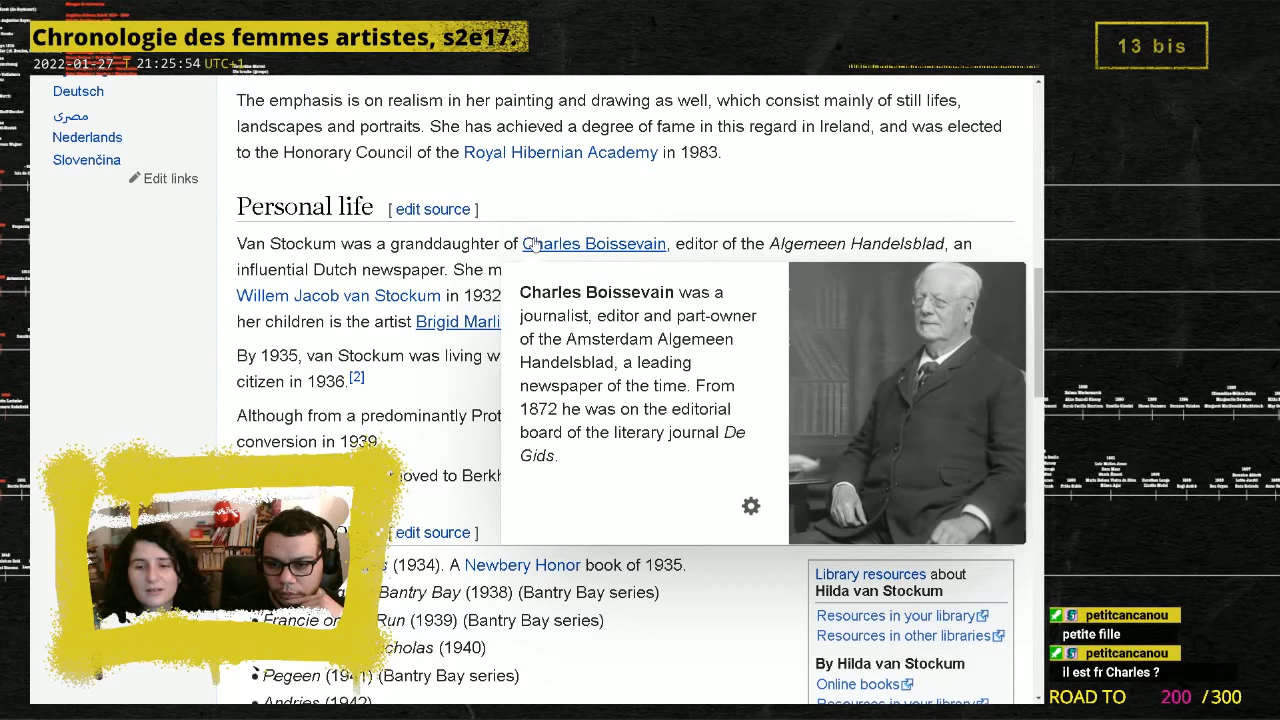 Chronologie des femmes artistes, s2e17.
2022-01-27 T 21:25:54 UTC+1
13 bis
Deutsch
مصرى
Nederlands
Slovenčina
Edit links
The emphasis is on realism in her painting and drawing as well, which consist mainly of still lifes,
landscapes and portraits. She has achieved a degree of fame in this regard in Ireland, and was elected
to the Honorary Council of the Royal Hibernian Academy in 1983.
Personal life [ edit source ]
Van Stockum was a granddaughter of Charles Boissevain, editor of the Algemeen Handelsblad, an
influential Dutch newspaper. She m
Willem Jacob van Stockum in 1932
her children is the artist Brigid Marli
By 1935, van Stockum was living w
citizen in 1936.[2]
Although from a predominantly Prot
conversion in 1939.
oved to Berkh
Charles Boissevain was a
journalist, editor and part-owner
of the Amsterdam Algemeen
Handelsblad, a leading
newspaper of the time. From
1872 he was on the editorial
board of the literary journal De
Gids.
[ edit source ]
(1934). A Newbery Honor book of 1935.
Bantry Bay (1938) (Bantry Bay series)
Francie on Run (1939) (Bantry Bay series)
cholas (1940)
Pegeen (1941) (Bantry Bay series)
Andries (1942)
Library resources about
Hilda van Stockum
Resources in your library
Resources in other libraries
By Hilda van Stockum
Online books
Resources in your library
petitcancanou
petite fille
petitcancanou
il est fr Charles ?
ROAD TO 200 / 300